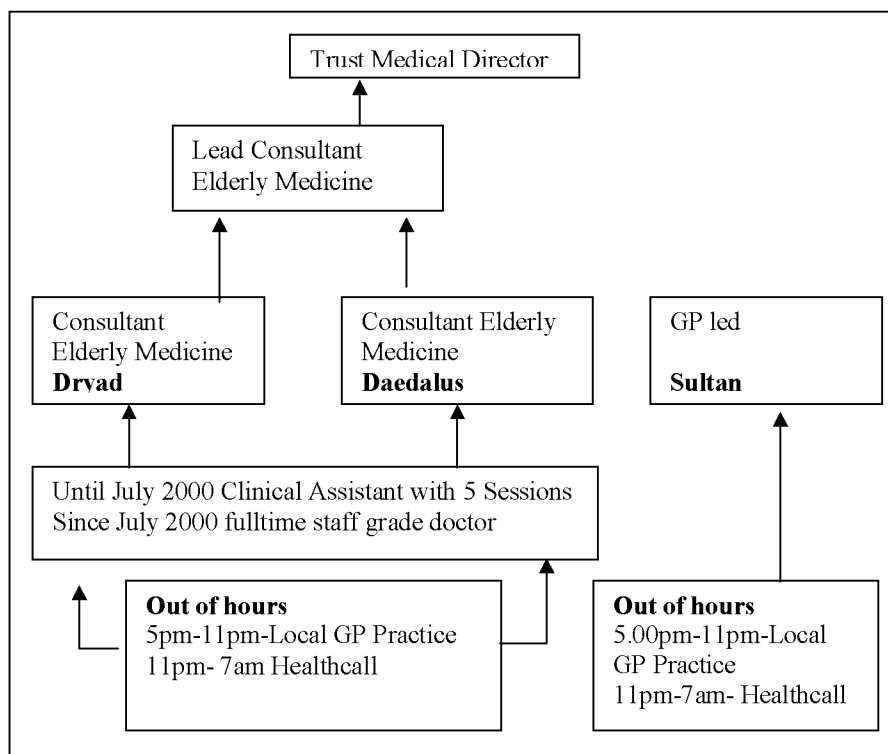 Trust Medical Director
Lead Consultant
Elderly Medicine
Consultant
Elderly Medicine
Drvad
Consultant Elderly
Medicine
Daedalus
GP led
Sultan
Until July 2000 Clinical Assistant with 5 Sessions
Since July 2000 fulltime staff grade doctor
Out of hours
5pm-11pm-Local GP Practice
11pm- 7am Healthcall
Out of hours
5.00pm-11pm-Local
GP Practice
11pm-7am- Healthcall